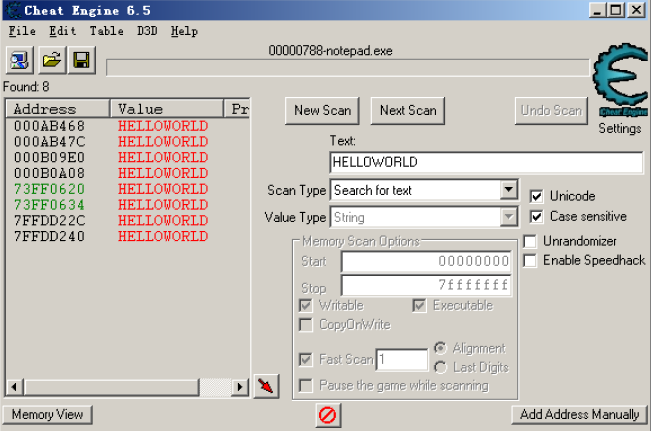 Cheat Engine 6.5
File Edit Table D3D Help
00000788-notepad.exe
Found: 8
Address Value Pr
000AB468 HELLOWORLD
000AB47C HELLOWORLD
000B09E0 HELLOWORLD
000B0A08 HELLOWORLD
73FF0620 HELLOWORLD
73FF0634 HELLOWORLD
7FFDD22C HELLOWORLD
7FFDD240 HELLOWORLD
New Scan Next Scan Undo Scan
Cheat Engine
Settings
Text:
HELLOWORLD
Scan Type Search for text
Value Type String
Unicode
Case sensitive
Unrandomizer
Enable Speedhack
Memory Scan Options
Start 00000000
Stop 7fffffff
Writable Executable
CopyOnWrite
Fast Scan 1 Alignment
Last Digits
Pause the game while scanning
Memory View Add Address Manually